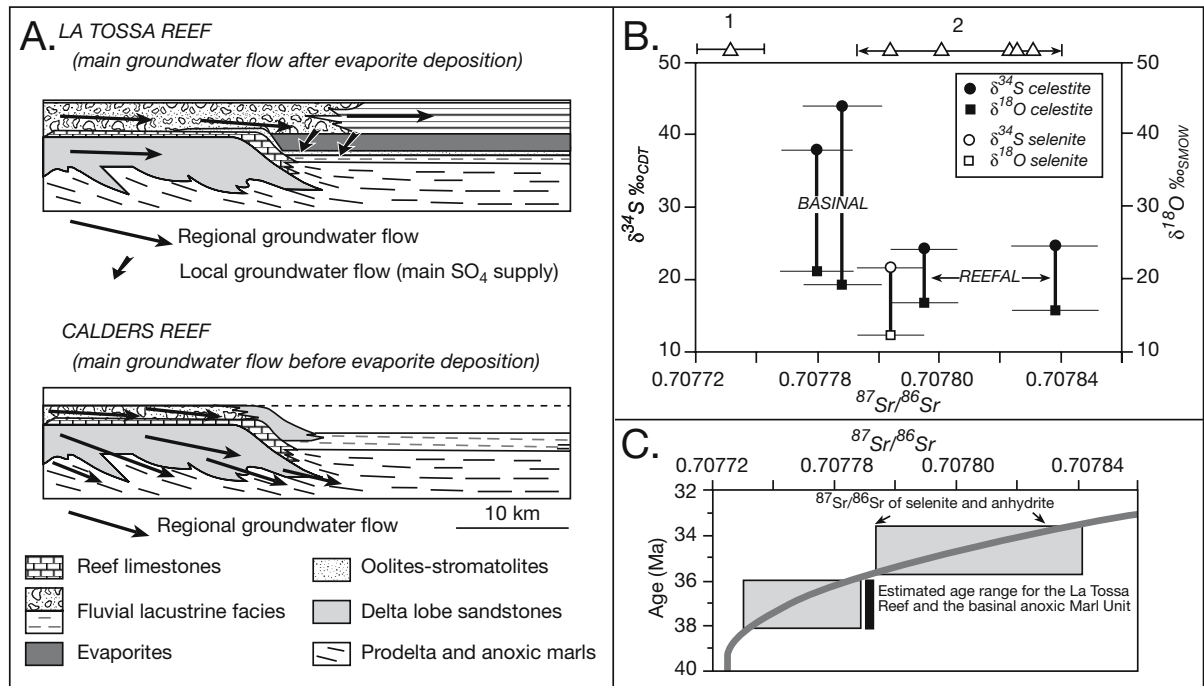 A.
LA TOSSA REEF
(main groundwater flow after evaporite deposition)
Regional groundwater flow
Local groundwater flow (main SO4 supply)
CALDERS REEF
(main groundwater flow before evaporite deposition)
Regional groundwater flow
10 km
Reef limestones
Oolites-stromatolites
Fluvial lacustrine facies
Delta lobe sandstones
Evaporites
Prodelta and anoxic marls
B.
1
2
50
40
30
20
10
δ34S ‰CDT
50
40
30
20
10
δ18O ‰SMOW
δ34S celestite
δ18O celestite
δ34S selenite
δ18O selenite
BASINAL
REEFAL
0.70772
0.70778
0.70780
0.70784
87Sr/86Sr
C.
87Sr/86Sr
0.70772
0.70778
0.70780
0.70784
32
34
36
38
40
Age (Ma)
87Sr/86Sr of selenite and anhydrite
Estimated age range for the La Tossa
Reef and the basinal anoxic Marl Unit